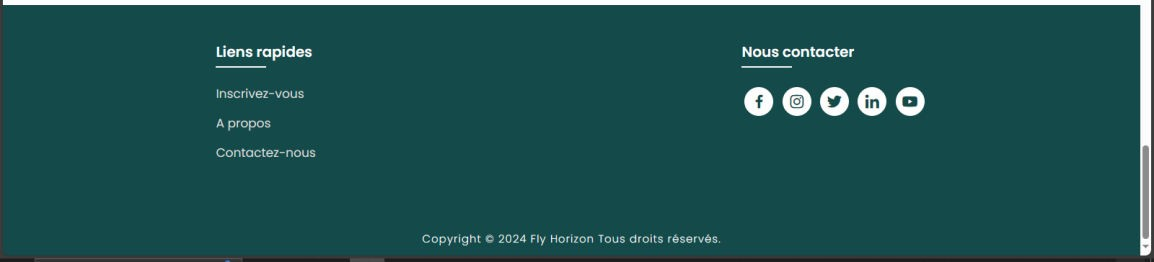 Liens rapides
Inscrivez-vous
A propos
Contactez-nous
Nous contacter
Copyright © 2024 Fly Horizon Tous droits réservés.